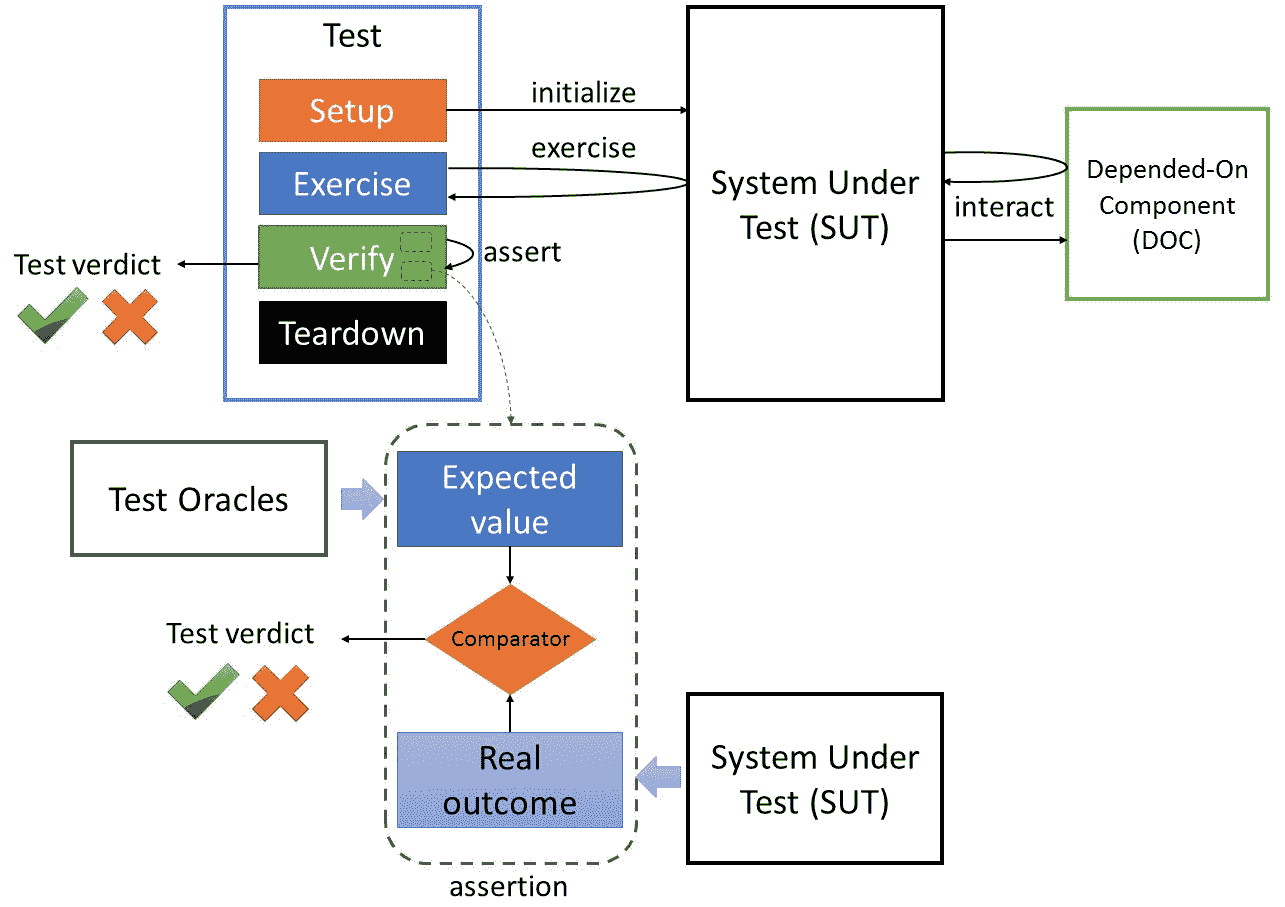 Test
Setup
initialize
Exercise
exercise
System Under
Test (SUT)
Depended-On
Component
(DOC)
interact
Verify
assert
Test verdict
Teardown
Test Oracles
Expected
value
Comparator
Test verdict
Real
outcome
System Under
Test (SUT)
assertion